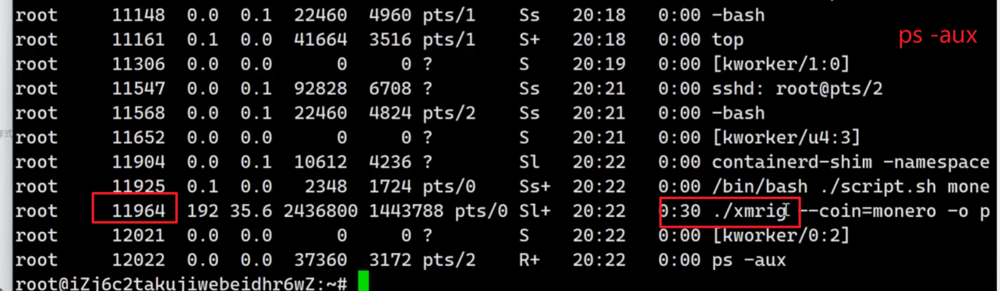 root 11148 0.0 0.1 22460 4960 pts/1 Ss 20:18 0:00 -bash
root 11161 0.1 0.0 41664 3516 pts/1 S+ 20:18 0:00 top
ps -aux
root 11306 0.0 0.0 0 0 ? S 20:19 0:00 [kworker/1:0]
root 11547 0.0 0.1 92828 6708 ? Ss 20:21 0:00 sshd: root@pts/2
root 11568 0.0 0.1 22460 4824 pts/2 Ss 20:21 0:00 -bash
root 11652 0.0 0.0 0 0 ? S 20:21 0:00 [kworker/u4:3]
root 11904 0.0 0.1 10612 4236 ? Sl 20:22 0:00 containerd-shim -namespace
root 11925 0.1 0.0 2348 1724 pts/0 Ss+ 20:22 0:00 /bin/bash ./script.sh mone
root 11964 192 35.6 2436800 1443788 pts/0 Sl+ 20:22 0:30 ./xmrig --coin=monero -o p
root 12021 0.0 0.0 0 0 ? S 20:22 0:00 [kworker/0:2]
root 12022 0.0 0.0 37360 3172 pts/2 R+ 20:22 0:00 ps -aux
root@iZj6c2takujiwebeidhr6wZ:~#